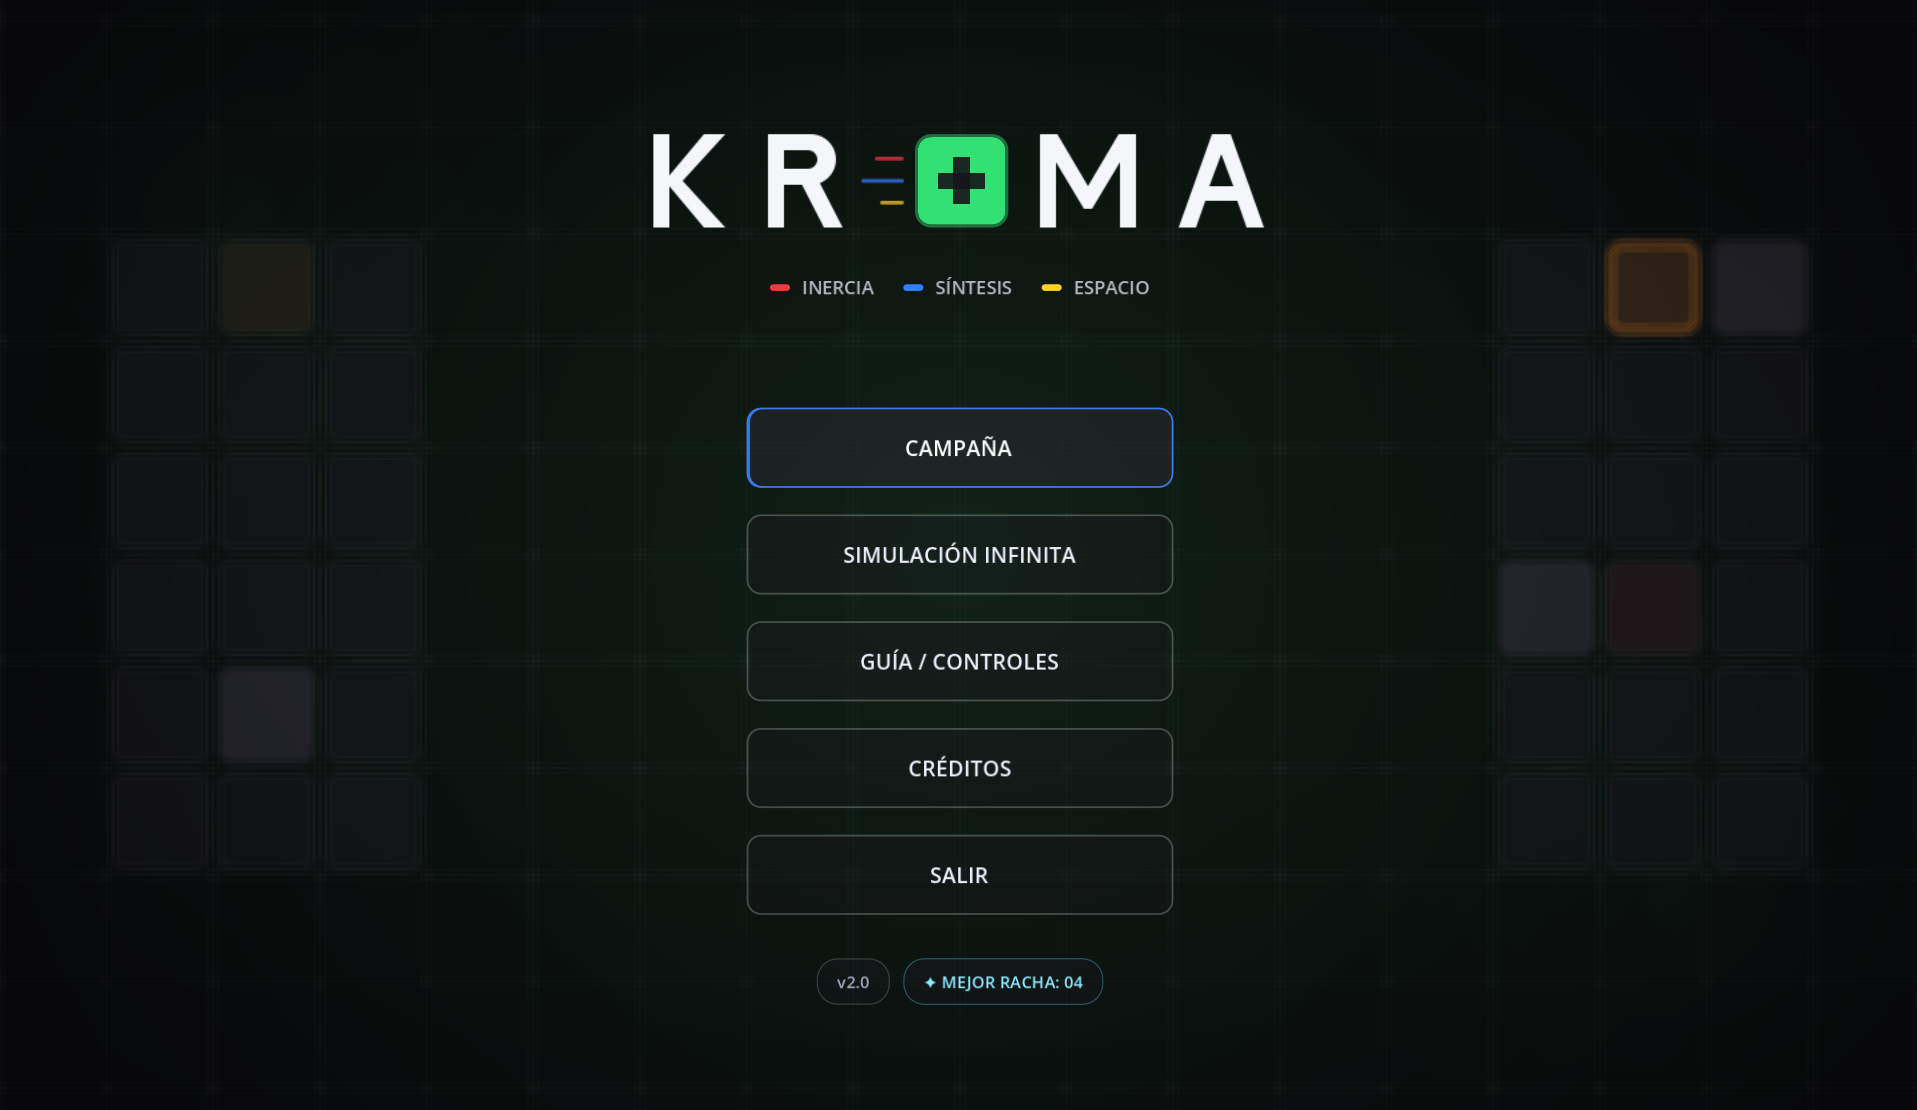 KR MA
INERCIA SÍNTESIS ESPACIO
CAMPAÑA
SIMULACIÓN INFINITA
GUÍA / CONTROLES
CRÉDITOS
SALIR
v2.0 ✦ MEJOR RACHA: 04